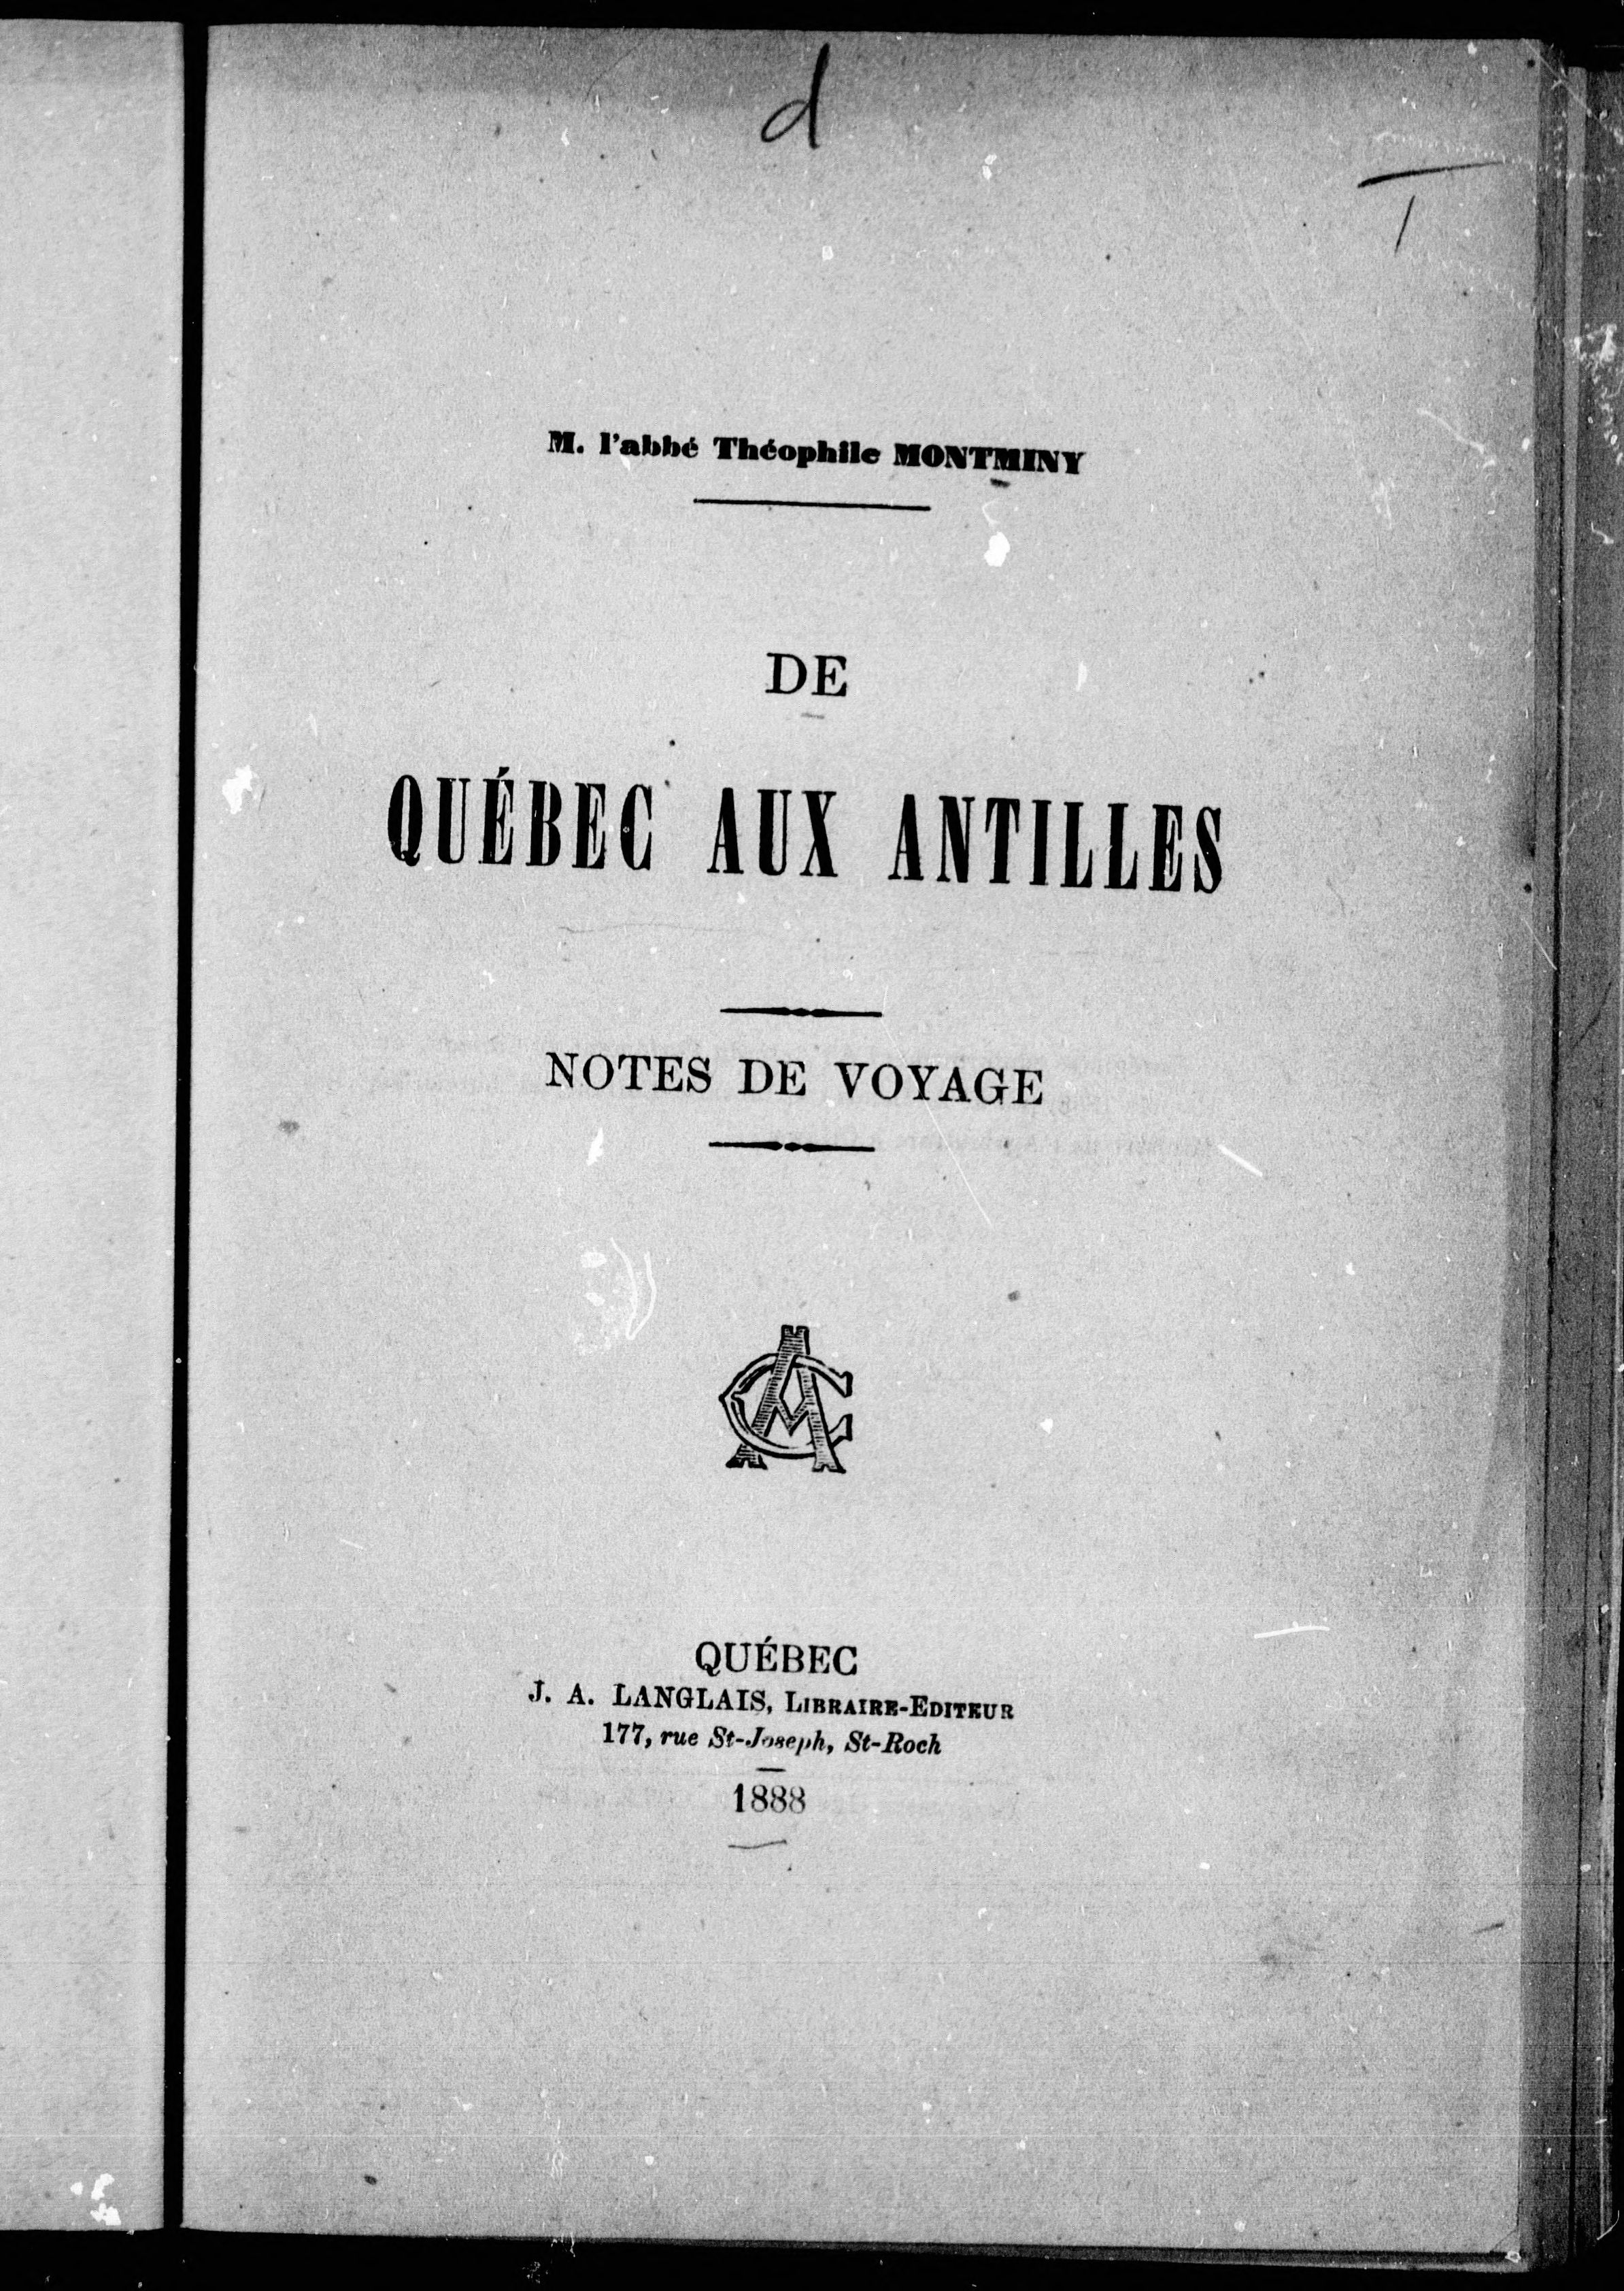 d
M. l'abbé Théophile MONTMINY
DE
QUÉBEC AUX ANTILLES
NOTES DE VOYAGE
QUÉBEC
J. A. LANGLAIS, LIBRAIRE-EDITEUR
177, rue St-Joseph, St-Roch
1888